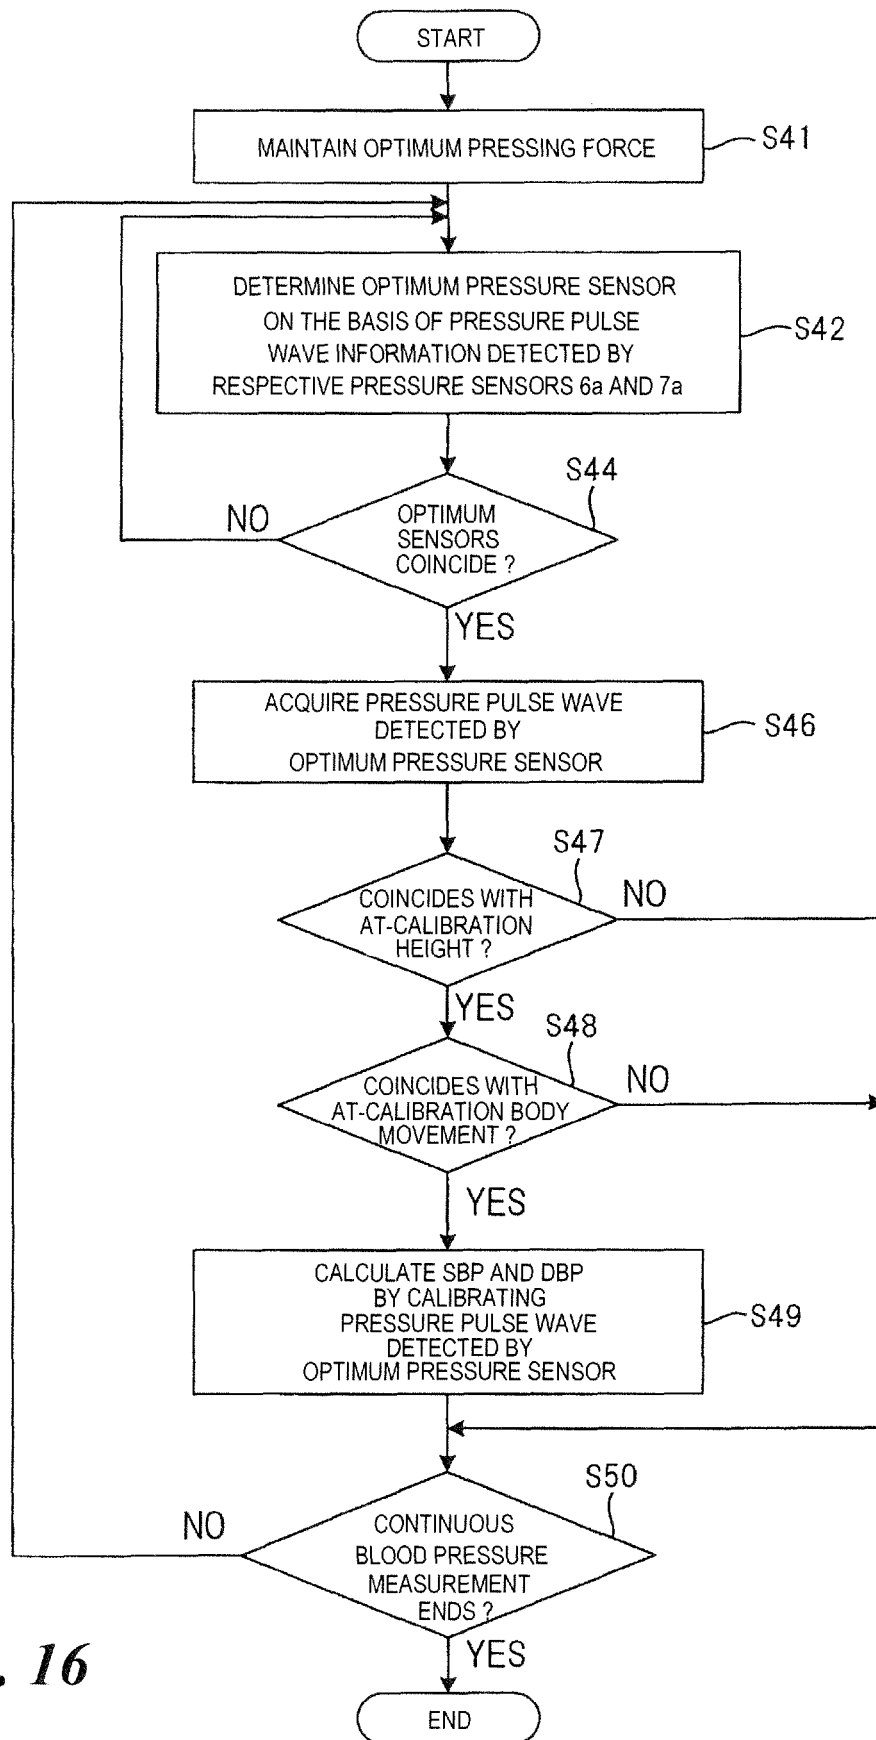 START
MAINTAIN OPTIMUM PRESSING FORCE
S41
DETERMINE OPTIMUM PRESSURE SENSOR
ON THE BASIS OF PRESSURE PULSE
WAVE INFORMATION DETECTED BY
RESPECTIVE PRESSURE SENSORS 6a AND 7a
S42
S44
NO
OPTIMUM
SENSORS
COINCIDE ?
YES
ACQUIRE PRESSURE PULSE WAVE
DETECTED BY
OPTIMUM PRESSURE SENSOR
S46
S47
COINCIDES WITH
AT-CALIBRATION
HEIGHT ?
NO
YES
S48
COINCIDES WITH
AT-CALIBRATION BODY
MOVEMENT ?
NO
YES
CALCULATE SBP AND DBP
BY CALIBRATING
PRESSURE PULSE WAVE
DETECTED BY
OPTIMUM PRESSURE SENSOR
S49
S50
NO
CONTINUOUS
BLOOD PRESSURE
MEASUREMENT
ENDS ?
YES
. 16
END